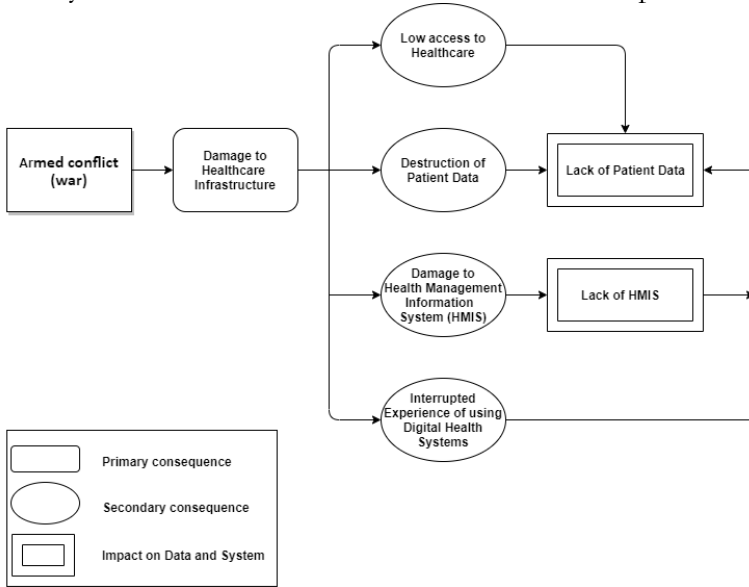 Low access to
Healthcare
Armed conflict
(war)
Damage to
Healthcare
Infrastructure
Destruction of
Patient Data
Lack of Patient Data
Damage to
Health Management
Information
System (HMIS)
Lack of HMIS
Interrupted
Experience of using
Digital Health
Systems
Primary consequence
Secondary consequence
Impact on Data and System